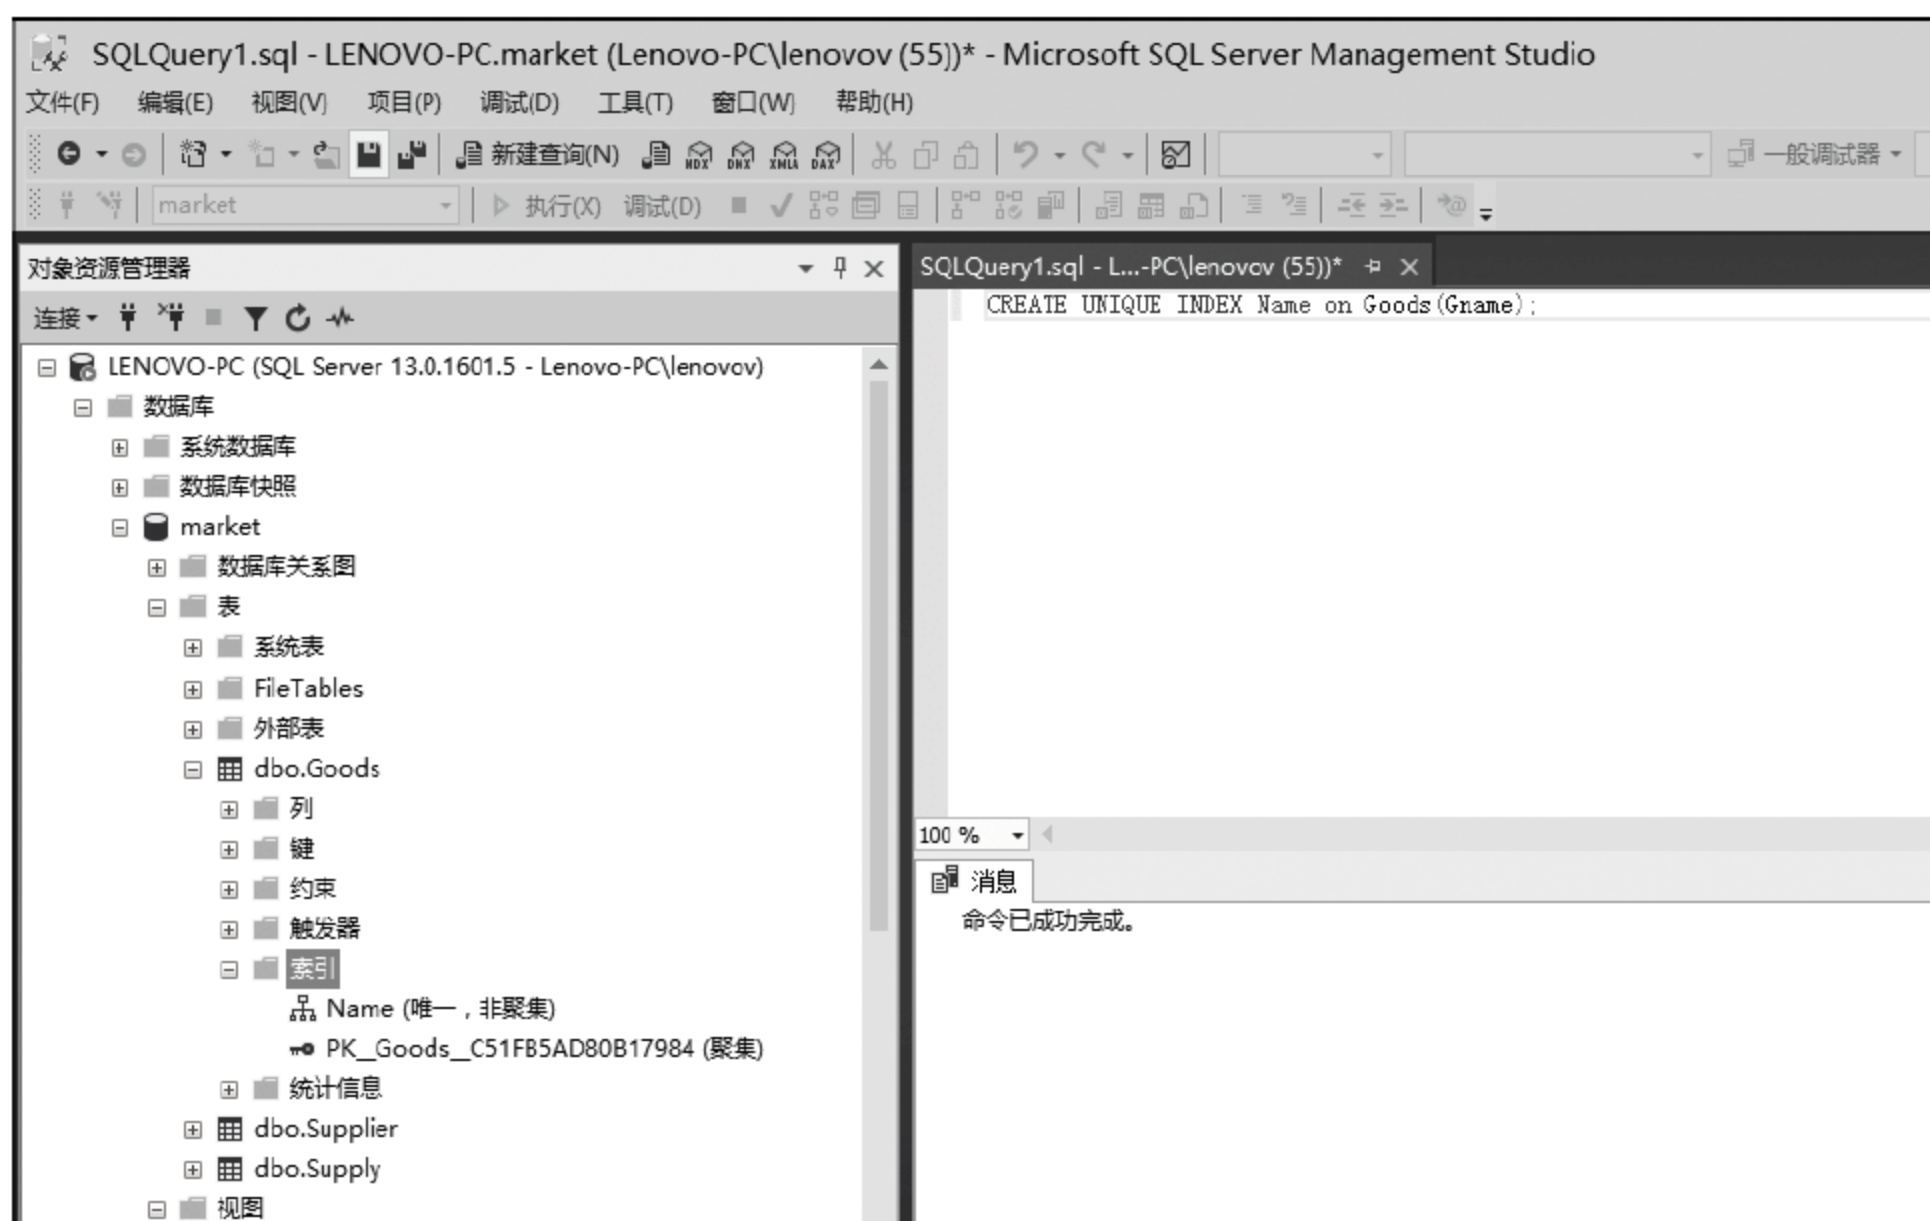 SQLQuery1.sql - LENOVO-PC.market (Lenovo-PC\lenovov (55))* - Microsoft SQL Server Management Studio
文件(F) 编辑(E) 视图(V) 项目(P) 调试(D) 工具(T) 窗口(W) 帮助(H)
新建查询(N) MDX DMX XMLA DAX 一般调试器
market 执行(X) 调试(D)
对象资源管理器
连接
LENOVO-PC (SQL Server 13.0.1601.5 - Lenovo-PC\lenovov)
数据库
系统数据库
数据库快照
market
数据库关系图
表
系统表
FileTables
外部表
dbo.Goods
列
键
约束
触发器
索引
Name (唯一，非聚集)
PK__Goods__C51FB5AD80B17984 (聚集)
统计信息
dbo.Supplier
dbo.Supply
视图
SQLQuery1.sql - L...-PC\lenovov (55))*
CREATE UNIQUE INDEX Name on Goods(Gname);
100 %
消息
命令已成功完成。